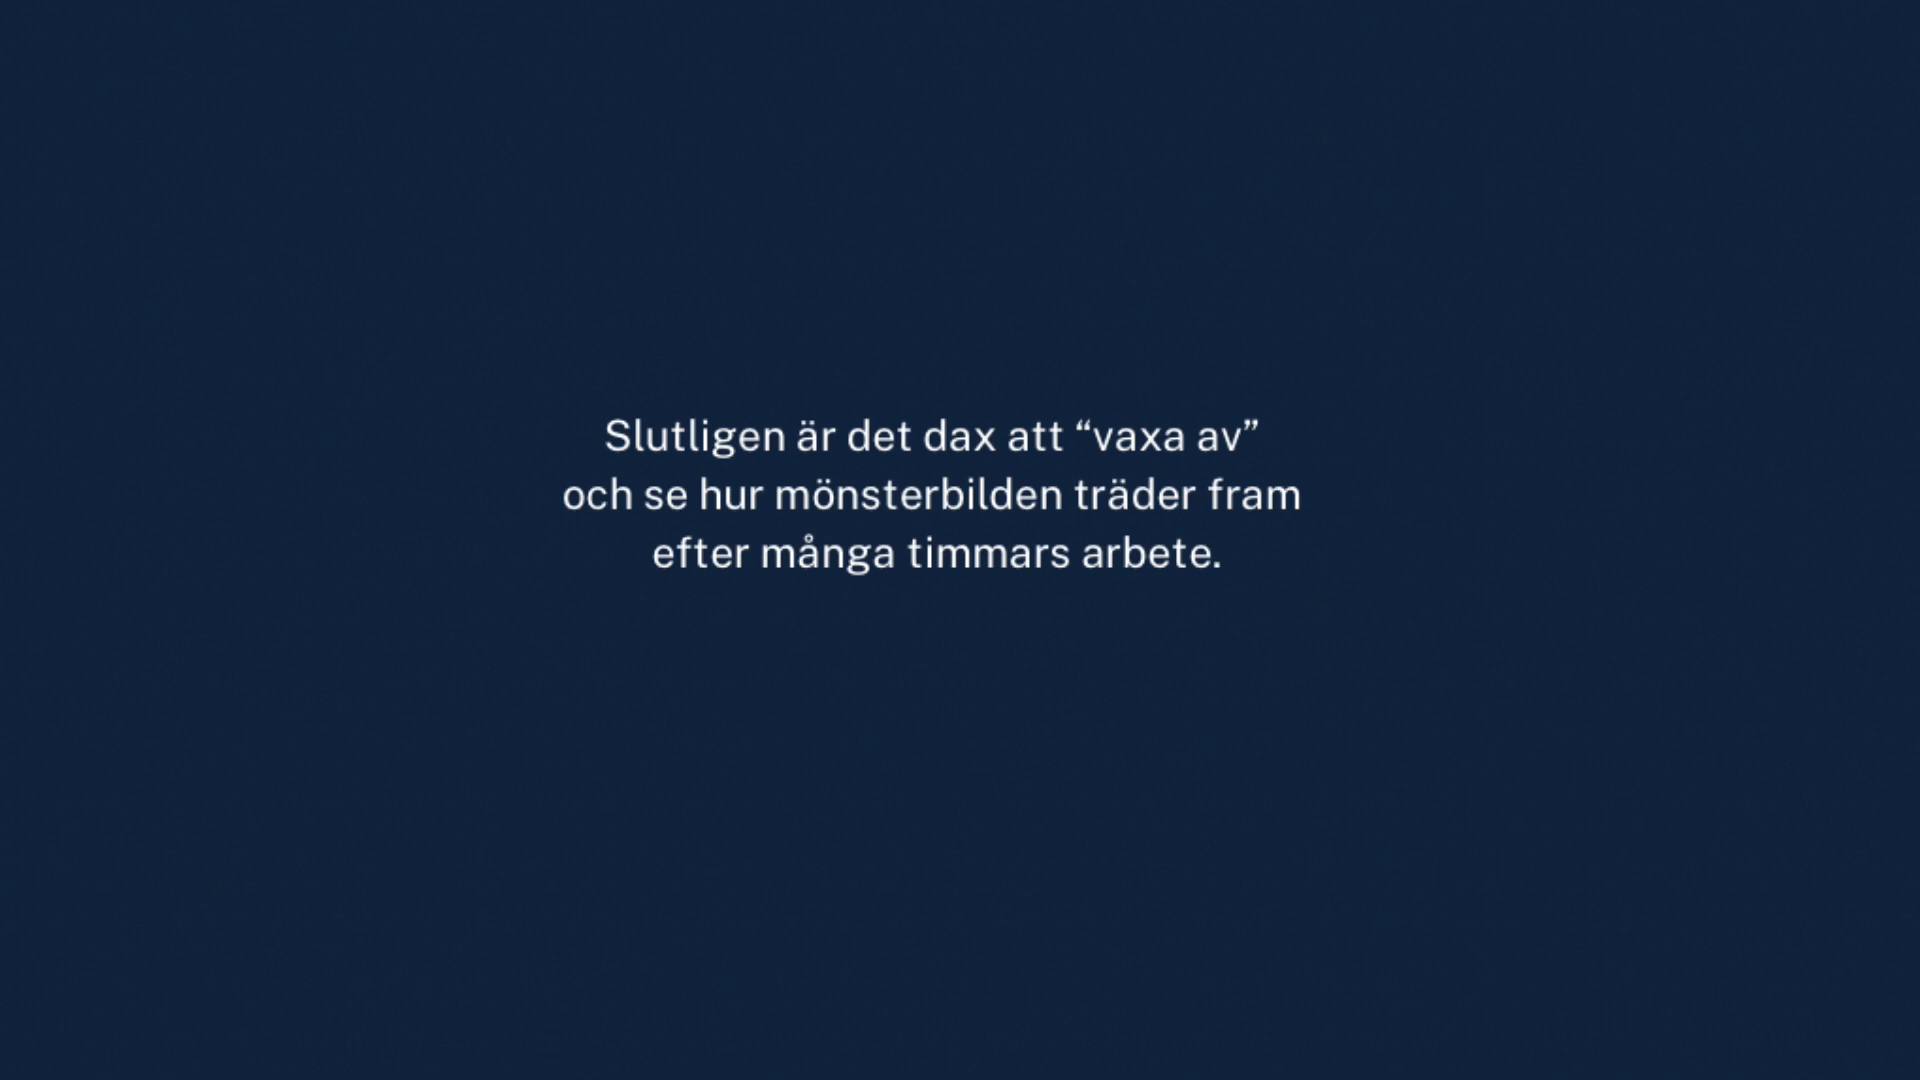 Slutligen är det dax att “vaxa av”
och se hur mönsterbilden träder fram
efter många timmars arbete.